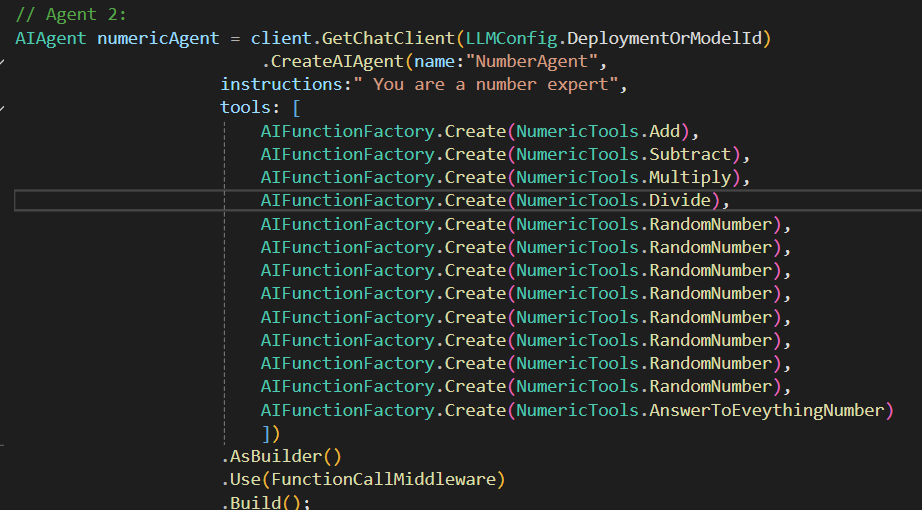 // Agent 2:
AIAgent numericAgent = client.GetChatClient(LLMConfig.DeploymentOrModelId)
.CreateAIAgent(name:"NumberAgent",
instructions:" You are a number expert",
tools: [
AIFunctionFactory.Create(NumericTools.Add),
AIFunctionFactory.Create(NumericTools.Subtract),
AIFunctionFactory.Create(NumericTools.Multiply),
AIFunctionFactory.Create(NumericTools.Divide),
AIFunctionFactory.Create(NumericTools.RandomNumber),
AIFunctionFactory.Create(NumericTools.RandomNumber),
AIFunctionFactory.Create(NumericTools.RandomNumber),
AIFunctionFactory.Create(NumericTools.RandomNumber),
AIFunctionFactory.Create(NumericTools.RandomNumber),
AIFunctionFactory.Create(NumericTools.RandomNumber),
AIFunctionFactory.Create(NumericTools.RandomNumber),
AIFunctionFactory.Create(NumericTools.RandomNumber),
AIFunctionFactory.Create(NumericTools.AnswerToEveythingNumber)
])
.AsBuilder()
.Use(FunctionCallMiddleware)
.Build();